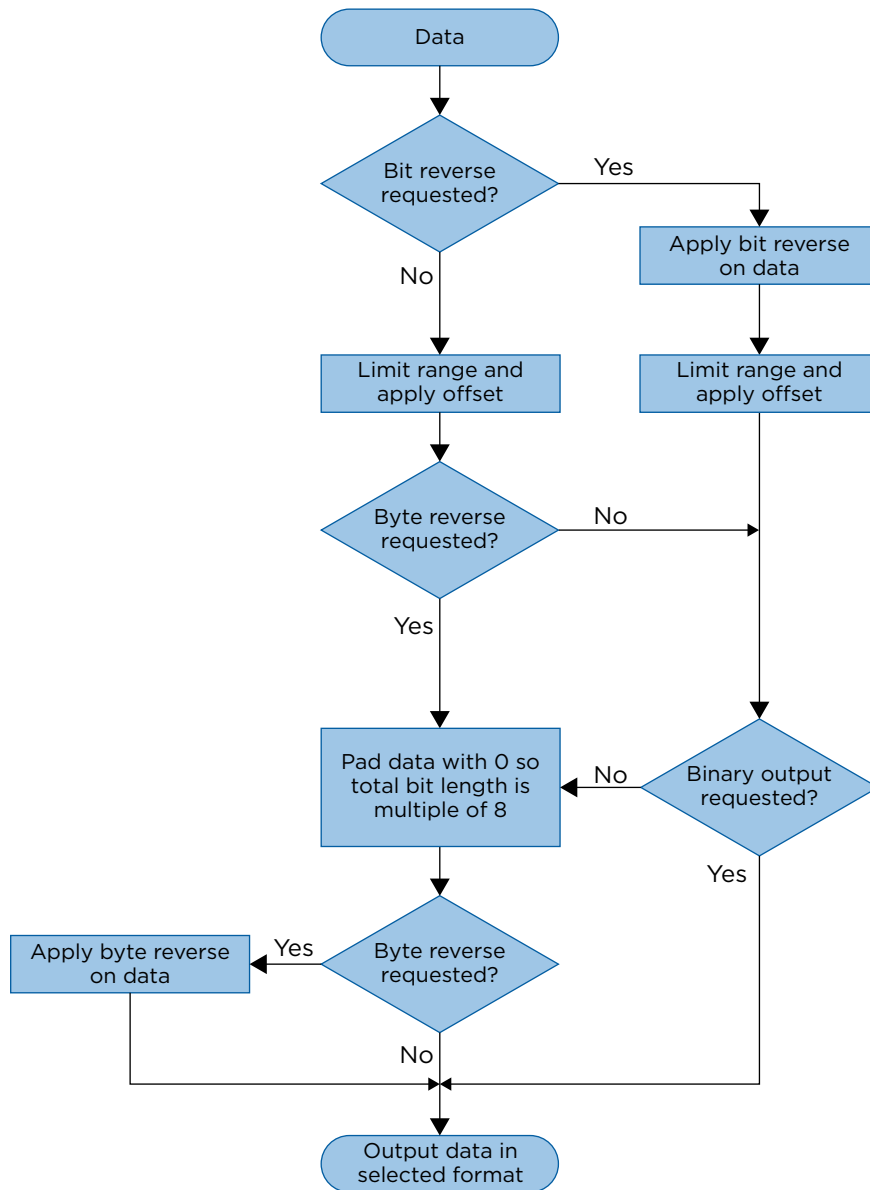 Data
Bit reverse
requested?
Yes
No
Apply bit reverse
on data
Limit range and
apply offset
Limit range and
apply offset
Byte reverse
requested?
No
Yes
Pad data with 0 so
total bit length is
multiple of 8
No
Binary output
requested?
Yes
Apply byte reverse
on data
Yes
Byte reverse
requested?
No
Output data in
selected format